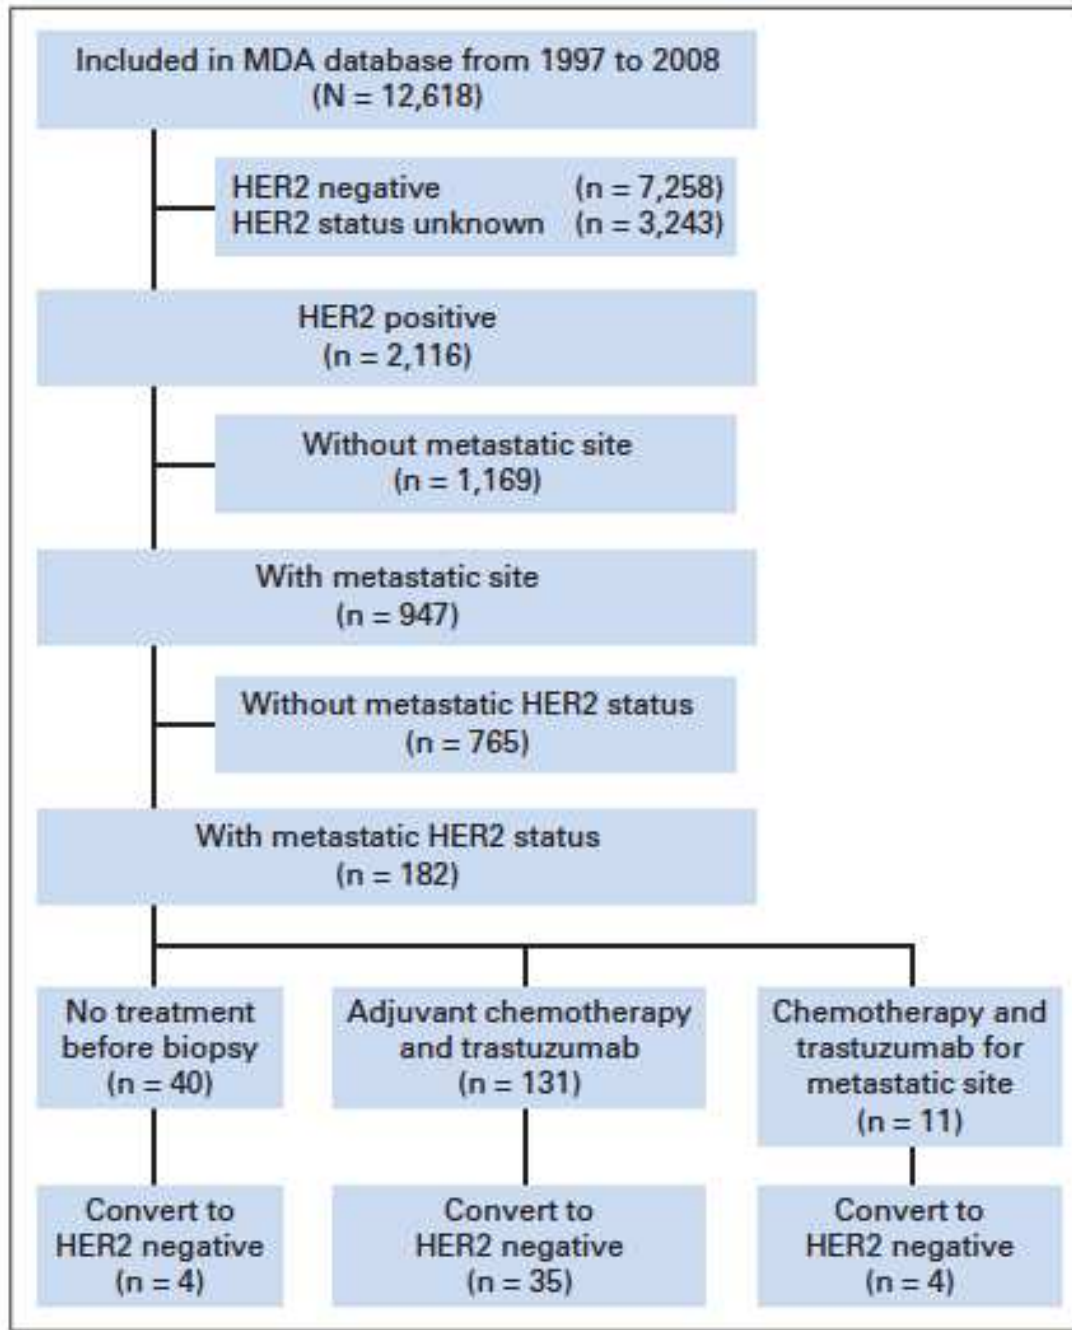 Included in MDA database from 1997 to 2008
(N = 12,618)
HER2 negative (n = 7,258)
HER2 status unknown (n = 3,243)
HER2 positive
(n = 2,116)
Without metastatic site
(n = 1,169)
With metastatic site
(n = 947)
Without metastatic HER2 status
(n = 765)
With metastatic HER2 status
(n = 182)
No treatment
before biopsy
(n = 40)
Adjuvant chemotherapy
and trastuzumab
(n = 131)
Chemotherapy and
trastuzumab for
metastatic site
(n = 11)
Convert to
HER2 negative
(n = 4)
Convert to
HER2 negative
(n = 35)
Convert to
HER2 negative
(n = 4)